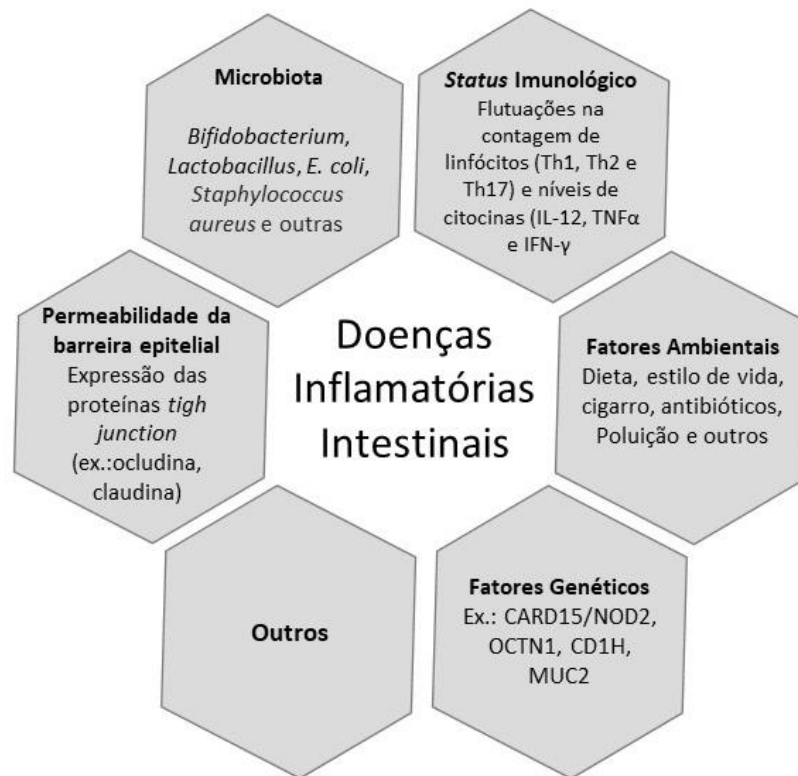 Microbiota
Bifidobacterium,
Lactobacillus, E. coli,
Staphylococcus
aureus e outras
Status Imunológico
Flutuações na
contagem de
linfócitos (Th1, Th2 e
Th17) e níveis de
citocinas (IL-12, TNFα
e IFN-γ
Permeabilidade da
barreira epitelial
Expressão das
proteínas tigh
junction
(ex.:ocludina,
claudina)
Doenças
Inflamatórias
Intestinais
Fatores Ambientais
Dieta, estilo de vida,
cigarro, antibióticos,
Poluição e outros
Outros
Fatores Genéticos
Ex.: CARD15/NOD2,
OCTN1, CD1H,
MUC2